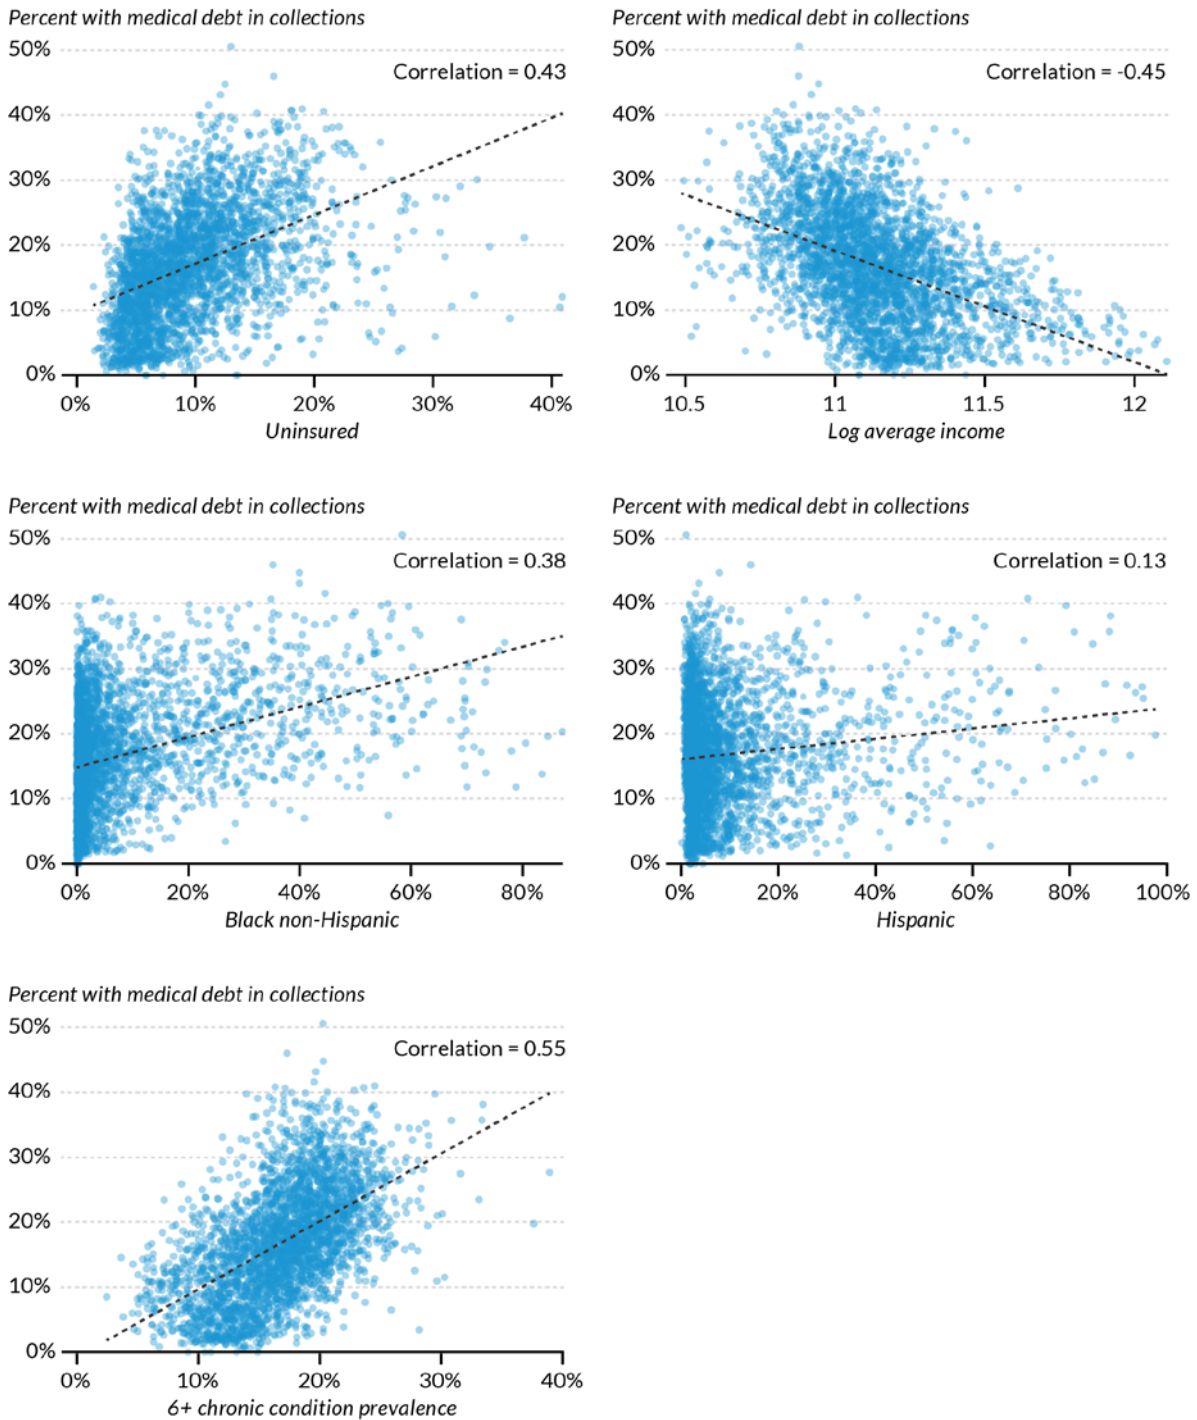 Percent with medical debt in collections
50%
Correlation = 0.43
40%
30%
20%
10%
0%
0% 10% 20% 30% 40%
Uninsured
Percent with medical debt in collections
50%
Correlation = -0.45
40%
30%
20%
10%
0%
10.5 11 11.5 12
Log average income
Percent with medical debt in collections
50%
Correlation = 0.38
40%
30%
20%
10%
0%
0% 20% 40% 60% 80%
Black non-Hispanic
Percent with medical debt in collections
50%
Correlation = 0.13
40%
30%
20%
10%
0%
0% 20% 40% 60% 80% 100%
Hispanic
Percent with medical debt in collections
50%
Correlation = 0.55
40%
30%
20%
10%
0%
0% 10% 20% 30% 40%
6+ chronic condition prevalence